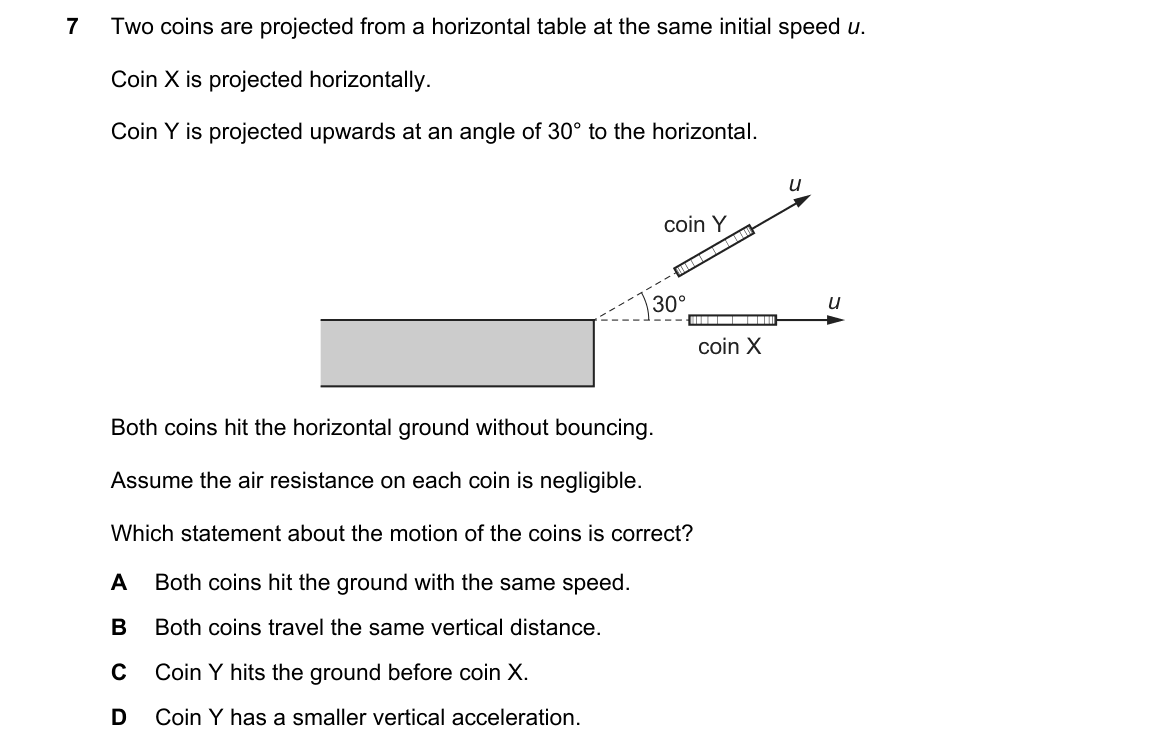 7 Two coins are projected from a horizontal table at the same initial speed u.
Coin X is projected horizontally.
Coin Y is projected upwards at an angle of 30° to the horizontal.
u
coin Y
30°
u
coin X
Both coins hit the horizontal ground without bouncing.
Assume the air resistance on each coin is negligible.
Which statement about the motion of the coins is correct?
A Both coins hit the ground with the same speed.
B Both coins travel the same vertical distance.
C Coin Y hits the ground before coin X.
D Coin Y has a smaller vertical acceleration.